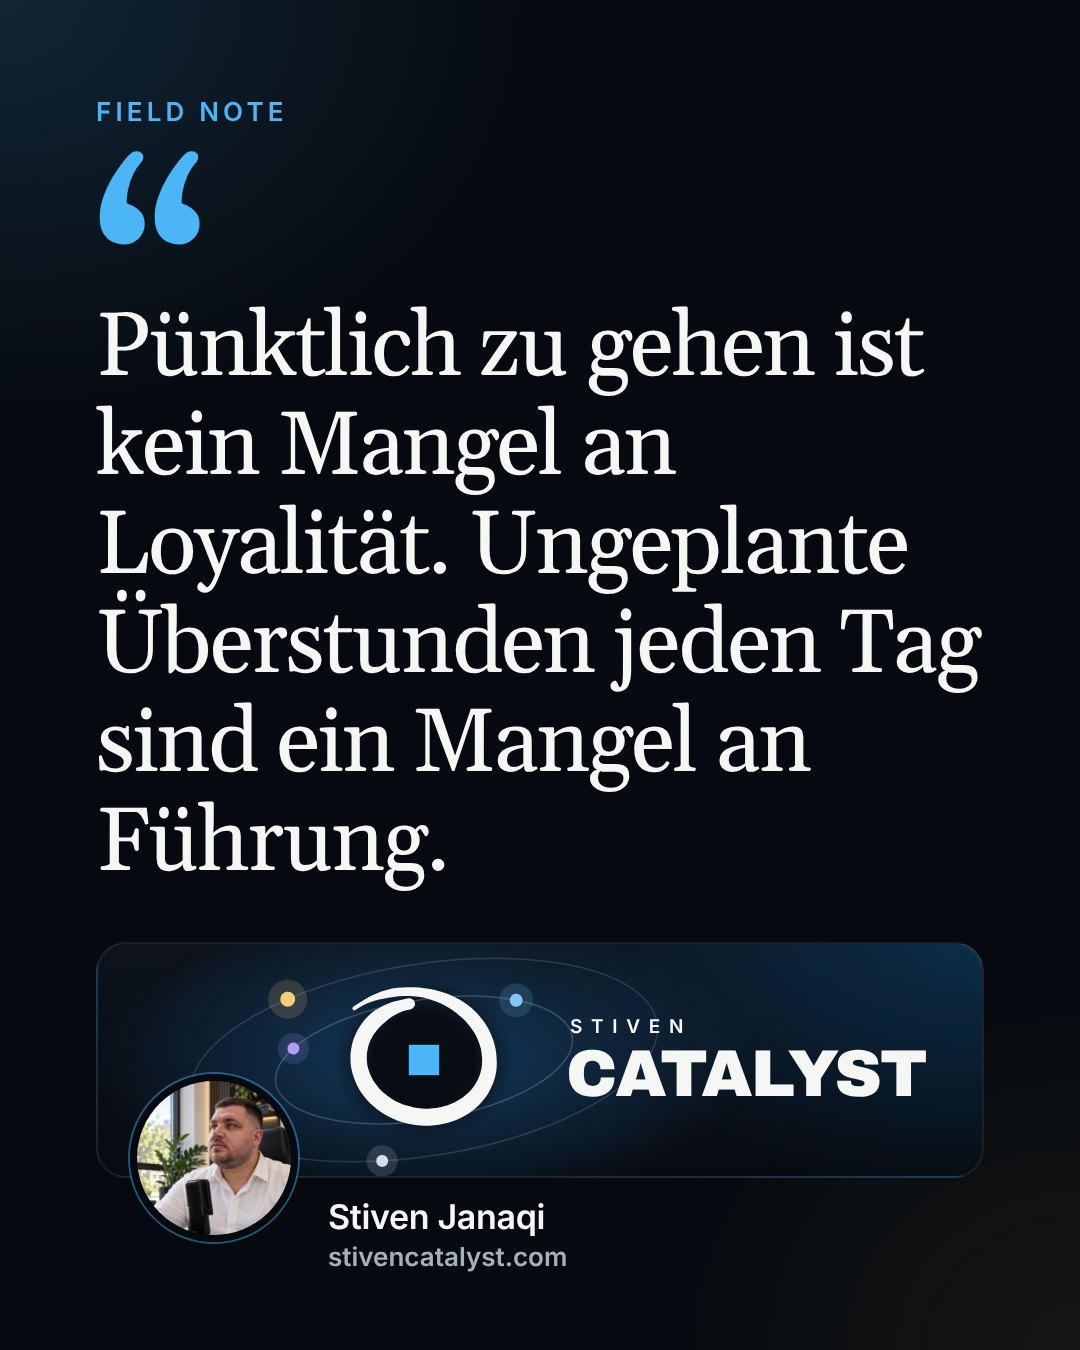 FIELD NOTE
“
Pünktlich zu gehen ist
kein Mangel an
Loyalität. Ungeplante
Überstunden jeden Tag
sind ein Mangel an
Führung.
STIVEN
CATALYST
Stiven Janaqi
stivencatalyst.com